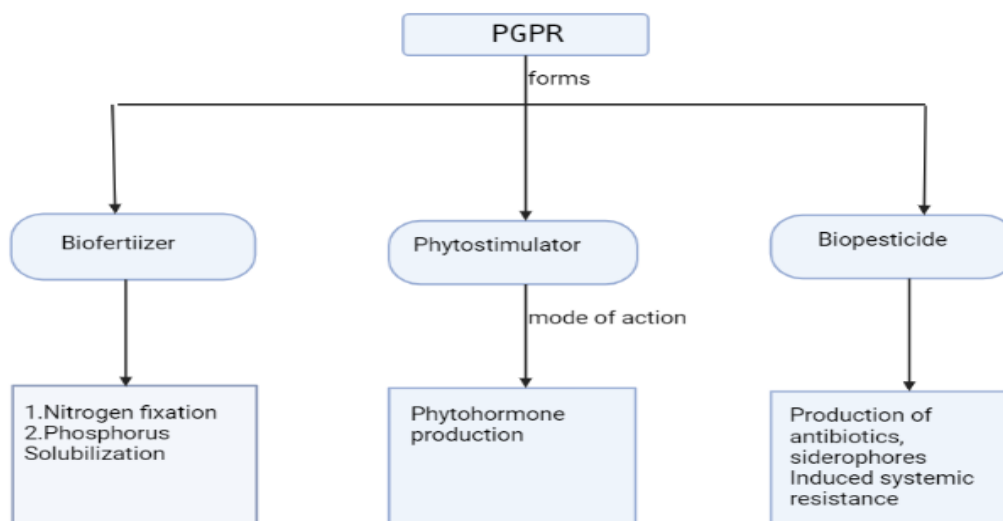 PGPR
forms
Biofertiizer
Phytostimulator
Biopesticide
mode of action
1.Nitrogen fixation
2.Phosphorus
Solubilization
Phytohormone
production
Production of
antibiotics,
siderophores
Induced systemic
resistance